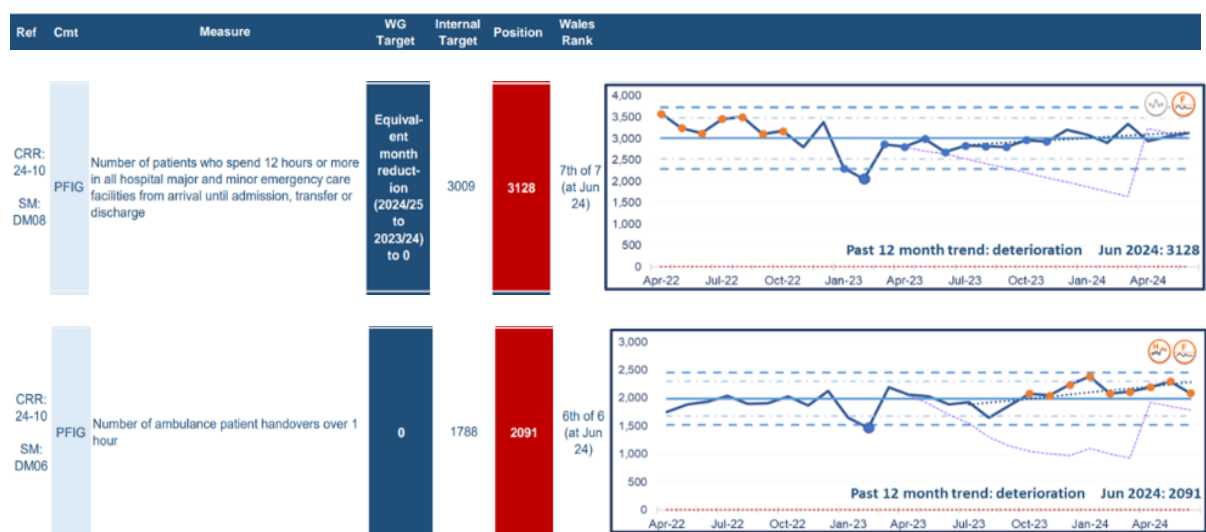 Ref Cmt Measure WG Target Internal Target Position Wales Rank
CRR: 24-10
SM: DM08
PFIG
Number of patients who spend 12 hours or more
in all hospital major and minor emergency care
facilities from arrival until admission, transfer or
discharge
Equival-
ent
month
reduct-
ion
(2024/25
to
2023/24)
to 0
3009
3128
7th of 7
(at Jun
24)
4,000
3,500
3,000
2,500
2,000
1,500
1,000
500
0
F
Past 12 month trend: deterioration Jun 2024: 3128
Apr-22 Jul-22 Oct-22 Jan-23 Apr-23 Jul-23 Oct-23 Jan-24 Apr-24
CRR:
24-10
SM:
DM06
PFIG
Number of ambulance patient handovers over 1
hour
0
1788
2091
6th of 6
(at Jun
24)
3,000
2,500
2,000
1,500
1,000
500
0
H F
Past 12 month trend: deterioration Jun 2024: 2091
Apr-22 Jul-22 Oct-22 Jan-23 Apr-23 Jul-23 Oct-23 Jan-24 Apr-24